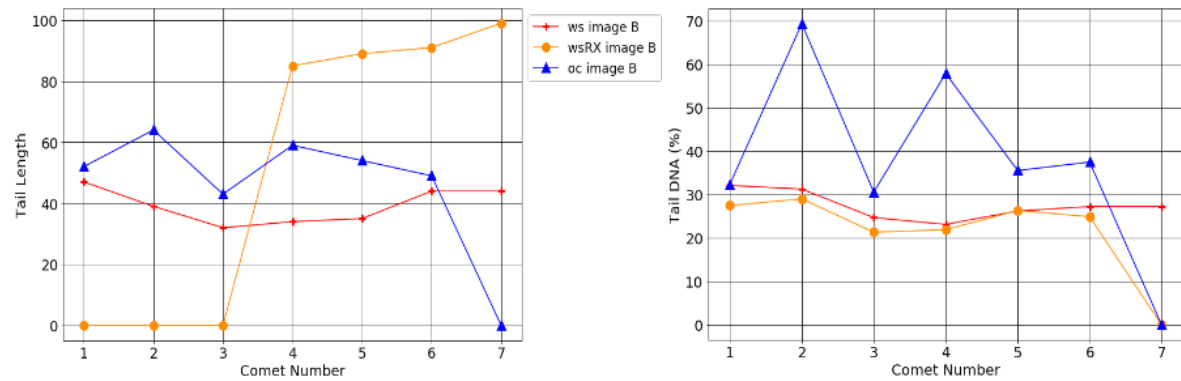 100
80
60
40
20
0
Tail Length
1 2 3 4 5 6 7
Comet Number
ws image B
wsRX image B
oc image B
70
60
50
40
30
20
10
0
Tail DNA (%)
1 2 3 4 5 6 7
Comet Number